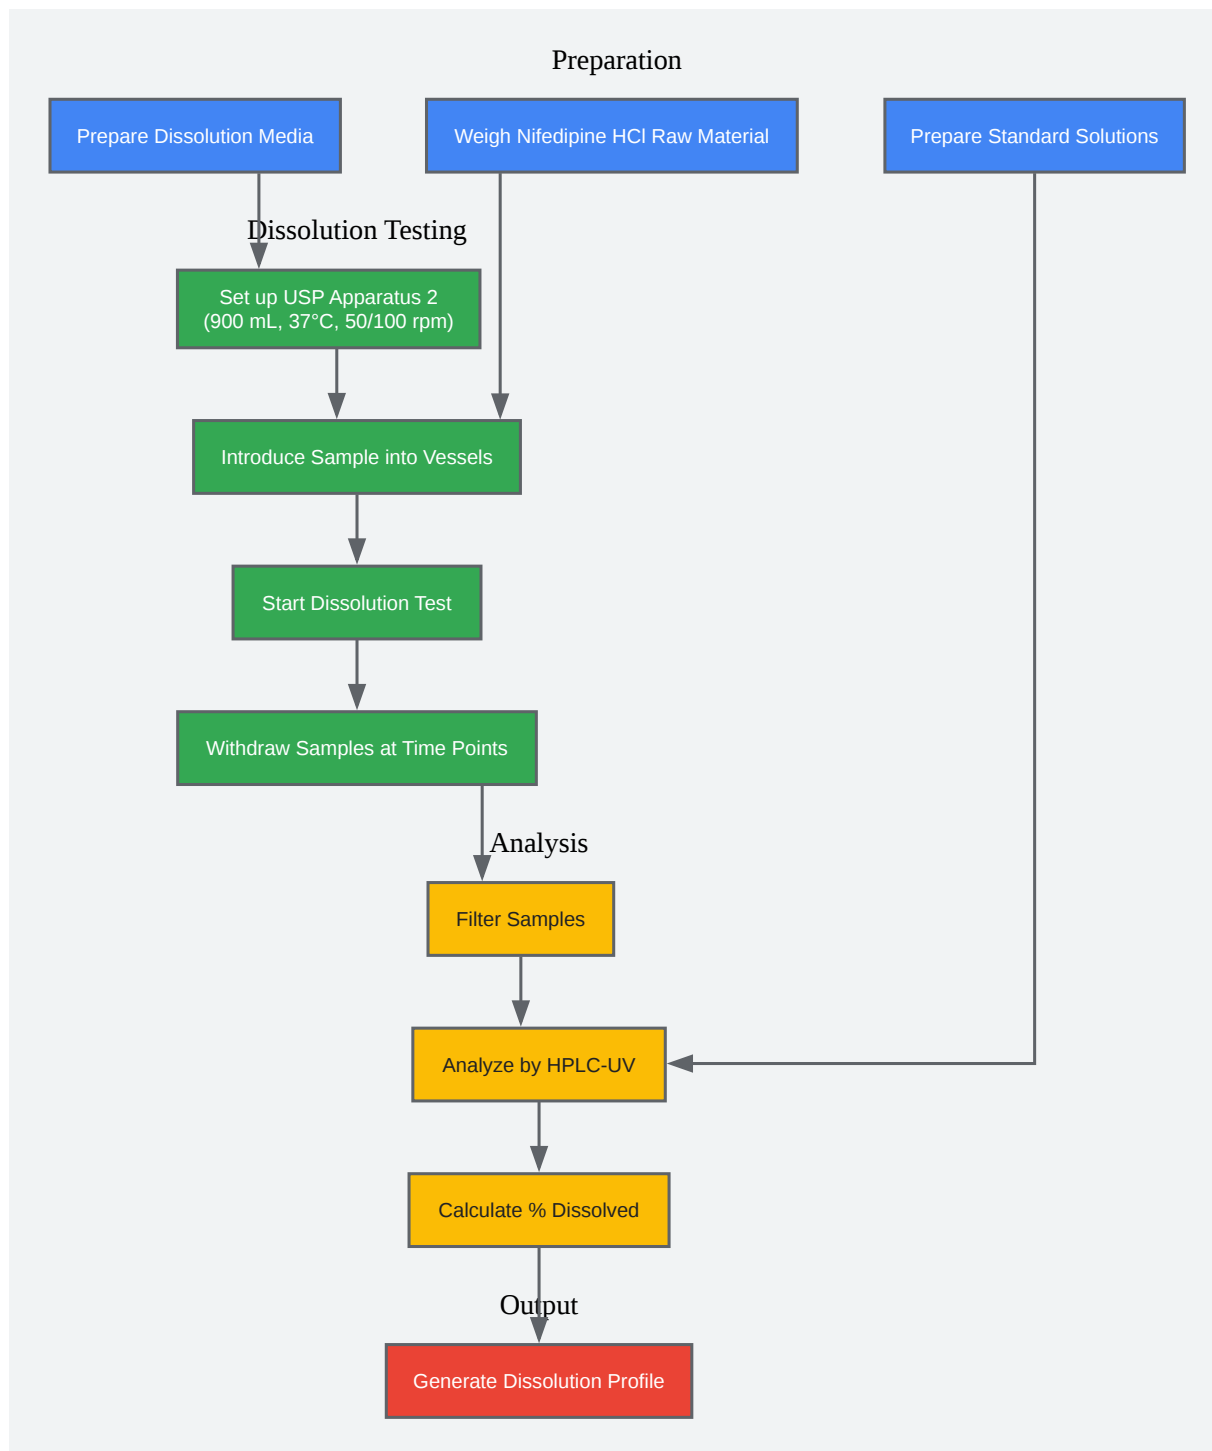 Preparation
Prepare Dissolution Media
Weigh Nifedipine HCl Raw Material
Prepare Standard Solutions
Dissolution Testing
Set up USP Apparatus 2
(900 mL, 37°C, 50/100 rpm)
Introduce Sample into Vessels
Start Dissolution Test
Withdraw Samples at Time Points
Analysis
Filter Samples
Analyze by HPLC-UV
Calculate % Dissolved
Output
Generate Dissolution Profile